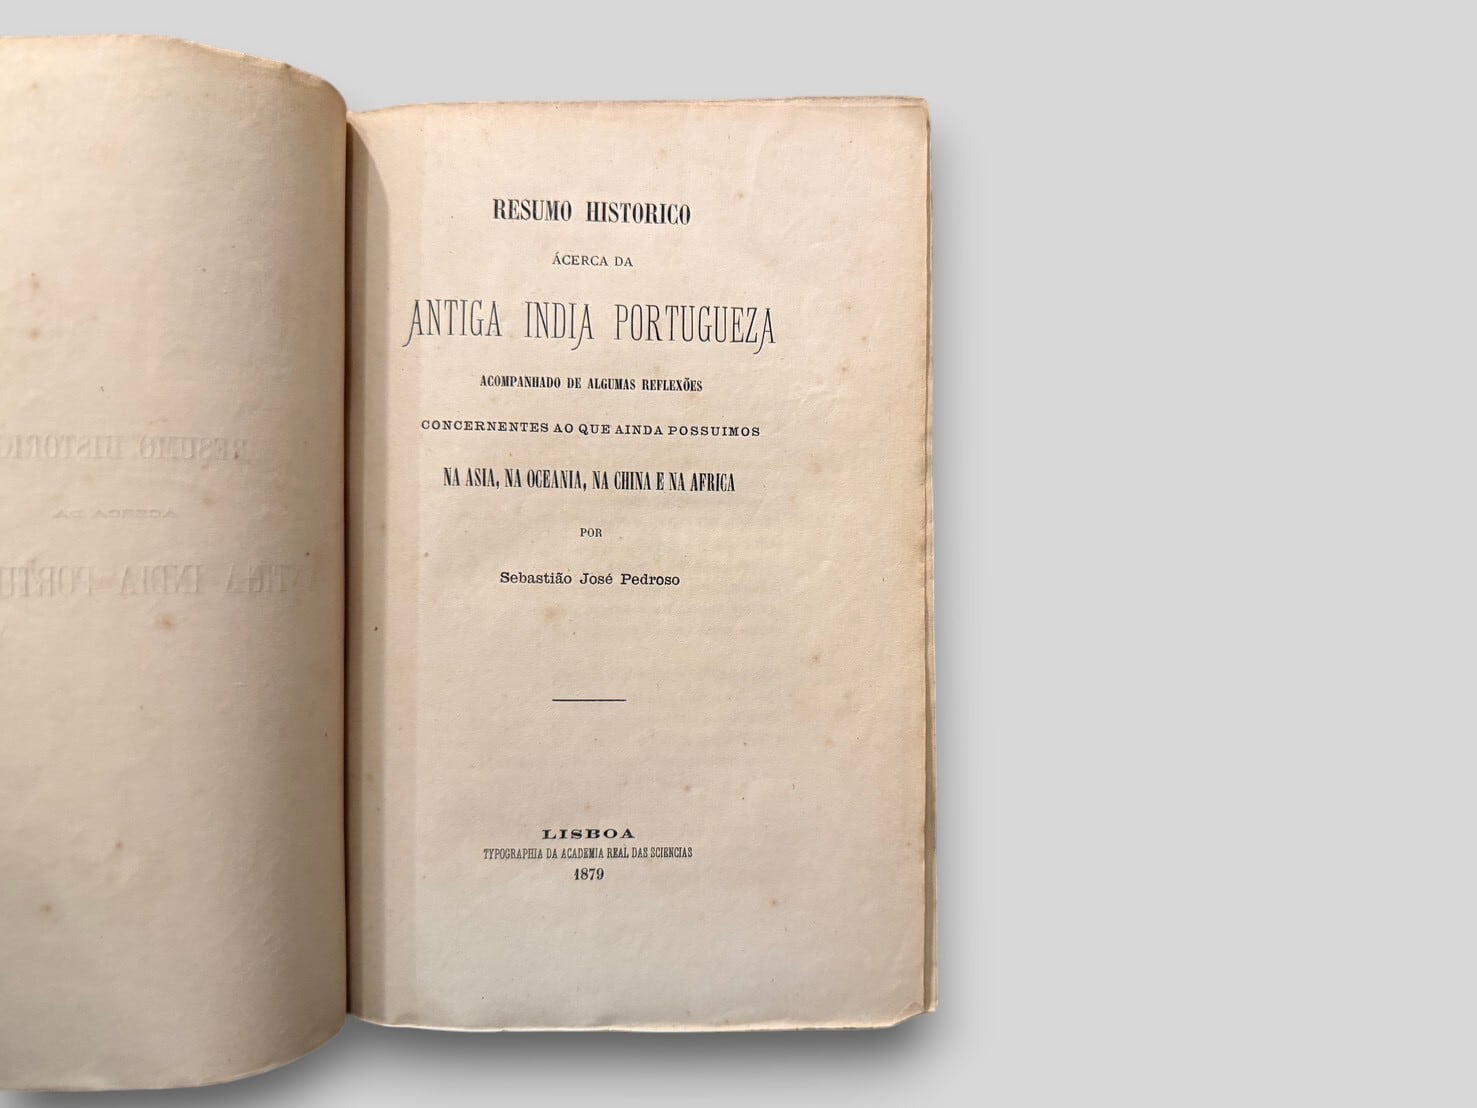 RESUMO HISTORICO
ÁCERCA DA
ANTIGA INDIA PORTUGUEZA
ACOMPANHADO DE ALGUMAS REFLEXÕES
CONCERNENTES AO QUE AINDA POSSUIMOS
NA ASIA, NA OCEANIA, NA CHINA E NA AFRICA
POR
Sebastião José Pedroso
LISBOA
TYPOGRAPHIA DA ACADEMIA REAL DAS SCIENCIAS
1879